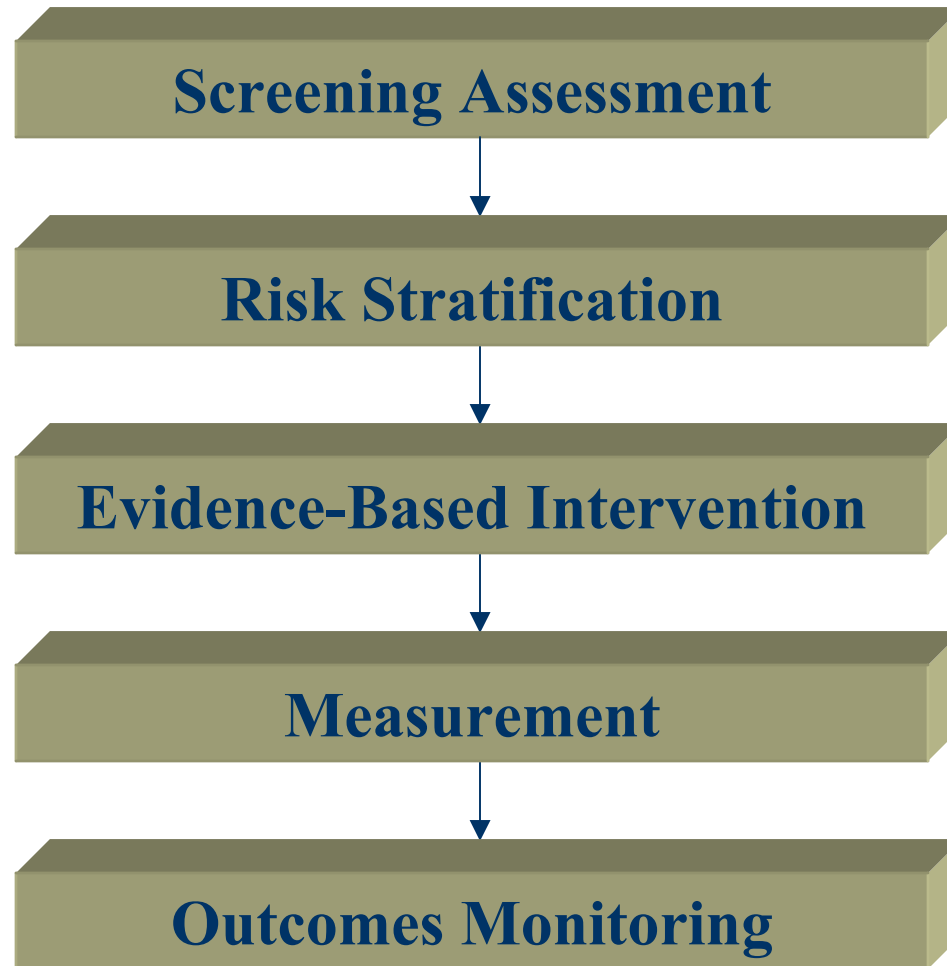 Screening Assessment
Risk Stratification
Evidence-Based Intervention
Measurement
Outcomes Monitoring